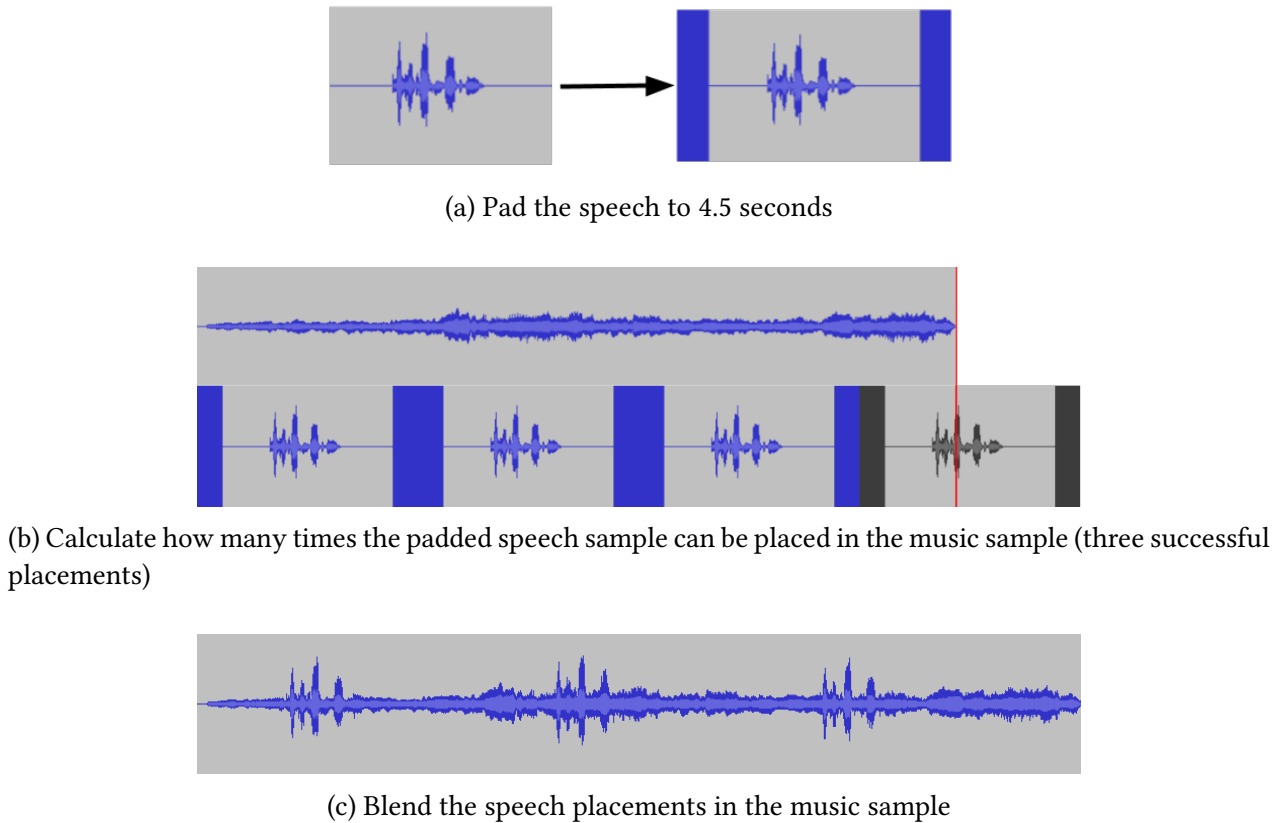 (a) Pad the speech to 4.5 seconds
(b) Calculate how many times the padded speech sample can be placed in the music sample (three successful
placements)
(c) Blend the speech placements in the music sample